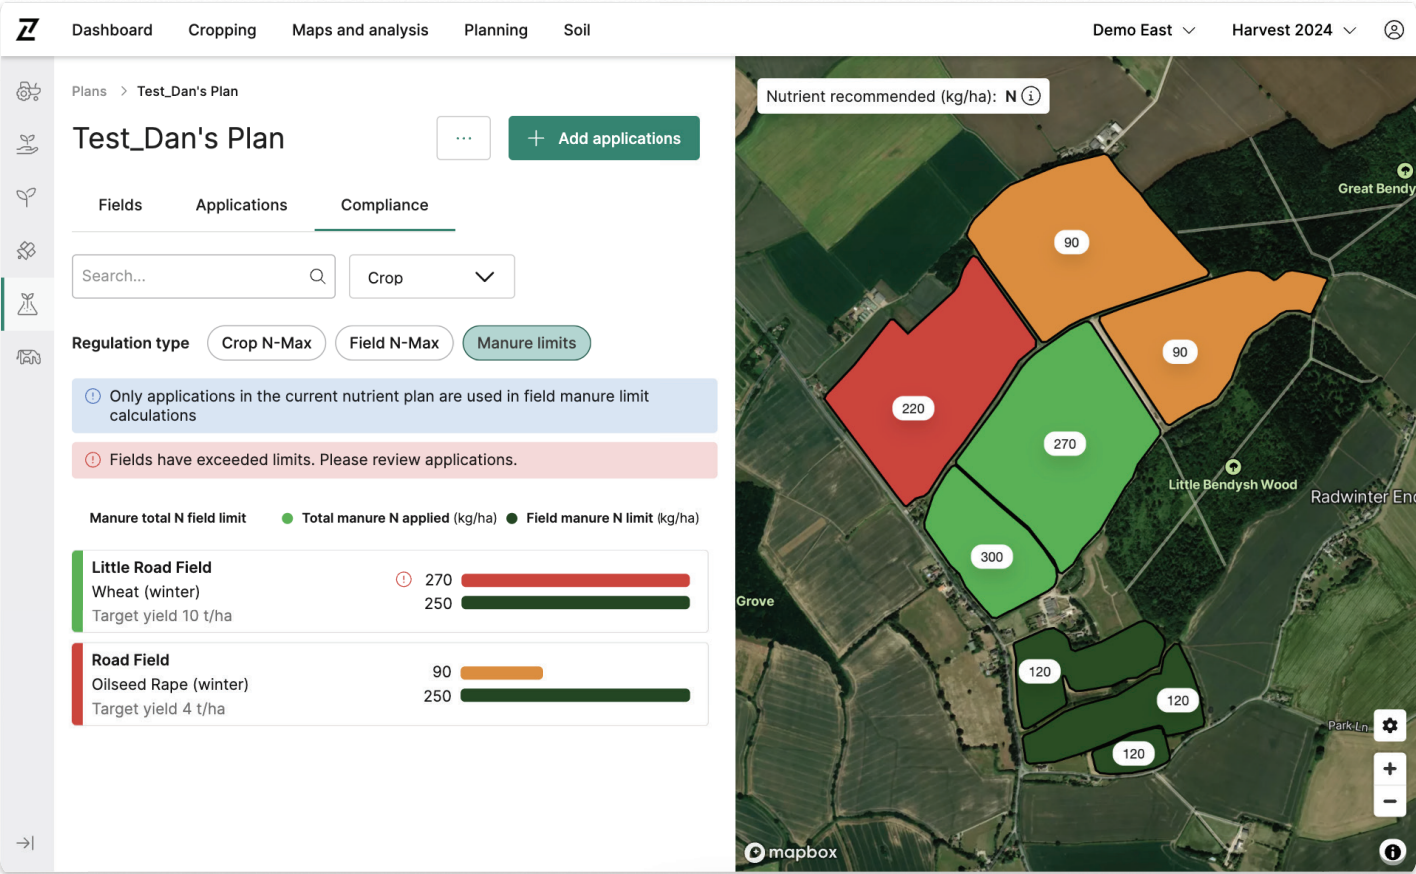 Dashboard
Cropping
Maps and analysis
Planning
Soil
Demo East
Harvest 2024
Plans > Test_Dan's Plan
Test_Dan's Plan
...
+ Add applications
Fields
Applications
Compliance
Search...
Crop
Regulation type
Crop N-Max
Field N-Max
Manure limits
Only applications in the current nutrient plan are used in field manure limit
calculations
Fields have exceeded limits. Please review applications.
Manure total N field limit
Total manure N applied (kg/ha)
Field manure N limit (kg/ha)
Little Road Field
Wheat (winter)
Target yield 10 t/ha
270
250
Road Field
Oilseed Rape (winter)
Target yield 4 t/ha
90
250
Nutrient recommended (kg/ha): N
Great Bendy
90
90
220
270
Little Bendysh Wood
Radwinter End
300
Grove
120
120
120
Park Ln
mapbox